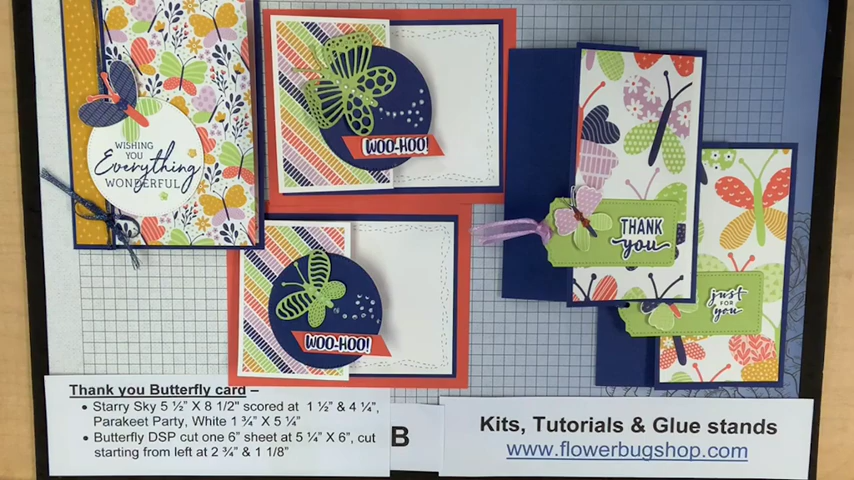 WISHING
YOU
Everything
WONDERFUL
WOO-HOO!
WOO-HOO!
THANK
you
just
FOR
you
Thank you Butterfly card –
• Starry Sky 5 ½” X 8 1/2” scored at 1 ½” & 4 ¼”,
Parakeet Party, White 1 ¾” X 5 ¼”
• Butterfly DSP cut one 6” sheet at 5 ¼” X 6”, cut
starting from left at 2 ¾” & 1 1/8”
B
Kits, Tutorials & Glue stands
www.flowerbugshop.com